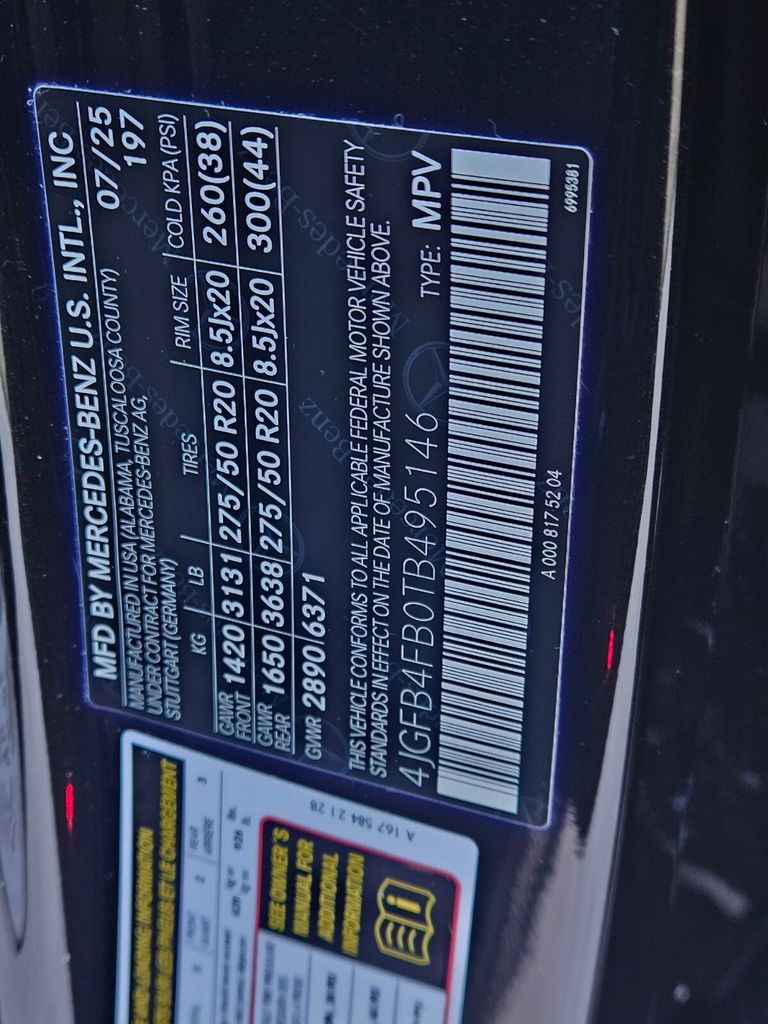 MFD BY MERCEDES-BENZ U.S. INTL., INC
MANUFACTURED IN USA (ALABAMA, TUSCALOOSA COUNTY) 07/25
UNDER CONTRACT FOR MERCEDES-BENZ AG, 197
STUTTGART (GERMANY)
KG LB TIRES RIM SIZE COLD KPA (PSI)
GAWR FRONT 1420 3131 275/50 R20 8.5Jx20 260(38)
GAWR REAR 1650 3638 275/50 R20 8.5Jx20 300(44)
GVWR 2890 6371
THIS VEHICLE CONFORMS TO ALL APPLICABLE FEDERAL MOTOR VEHICLE SAFETY
STANDARDS IN EFFECT ON THE DATE OF MANUFACTURE SHOWN ABOVE.
4JGFB4FB0TB495146 TYPE: MPV
A 000 817 52 04 6995381
A 167 584 21 28
SEE OWNER'S
MANUAL FOR
ADDITIONAL
INFORMATION